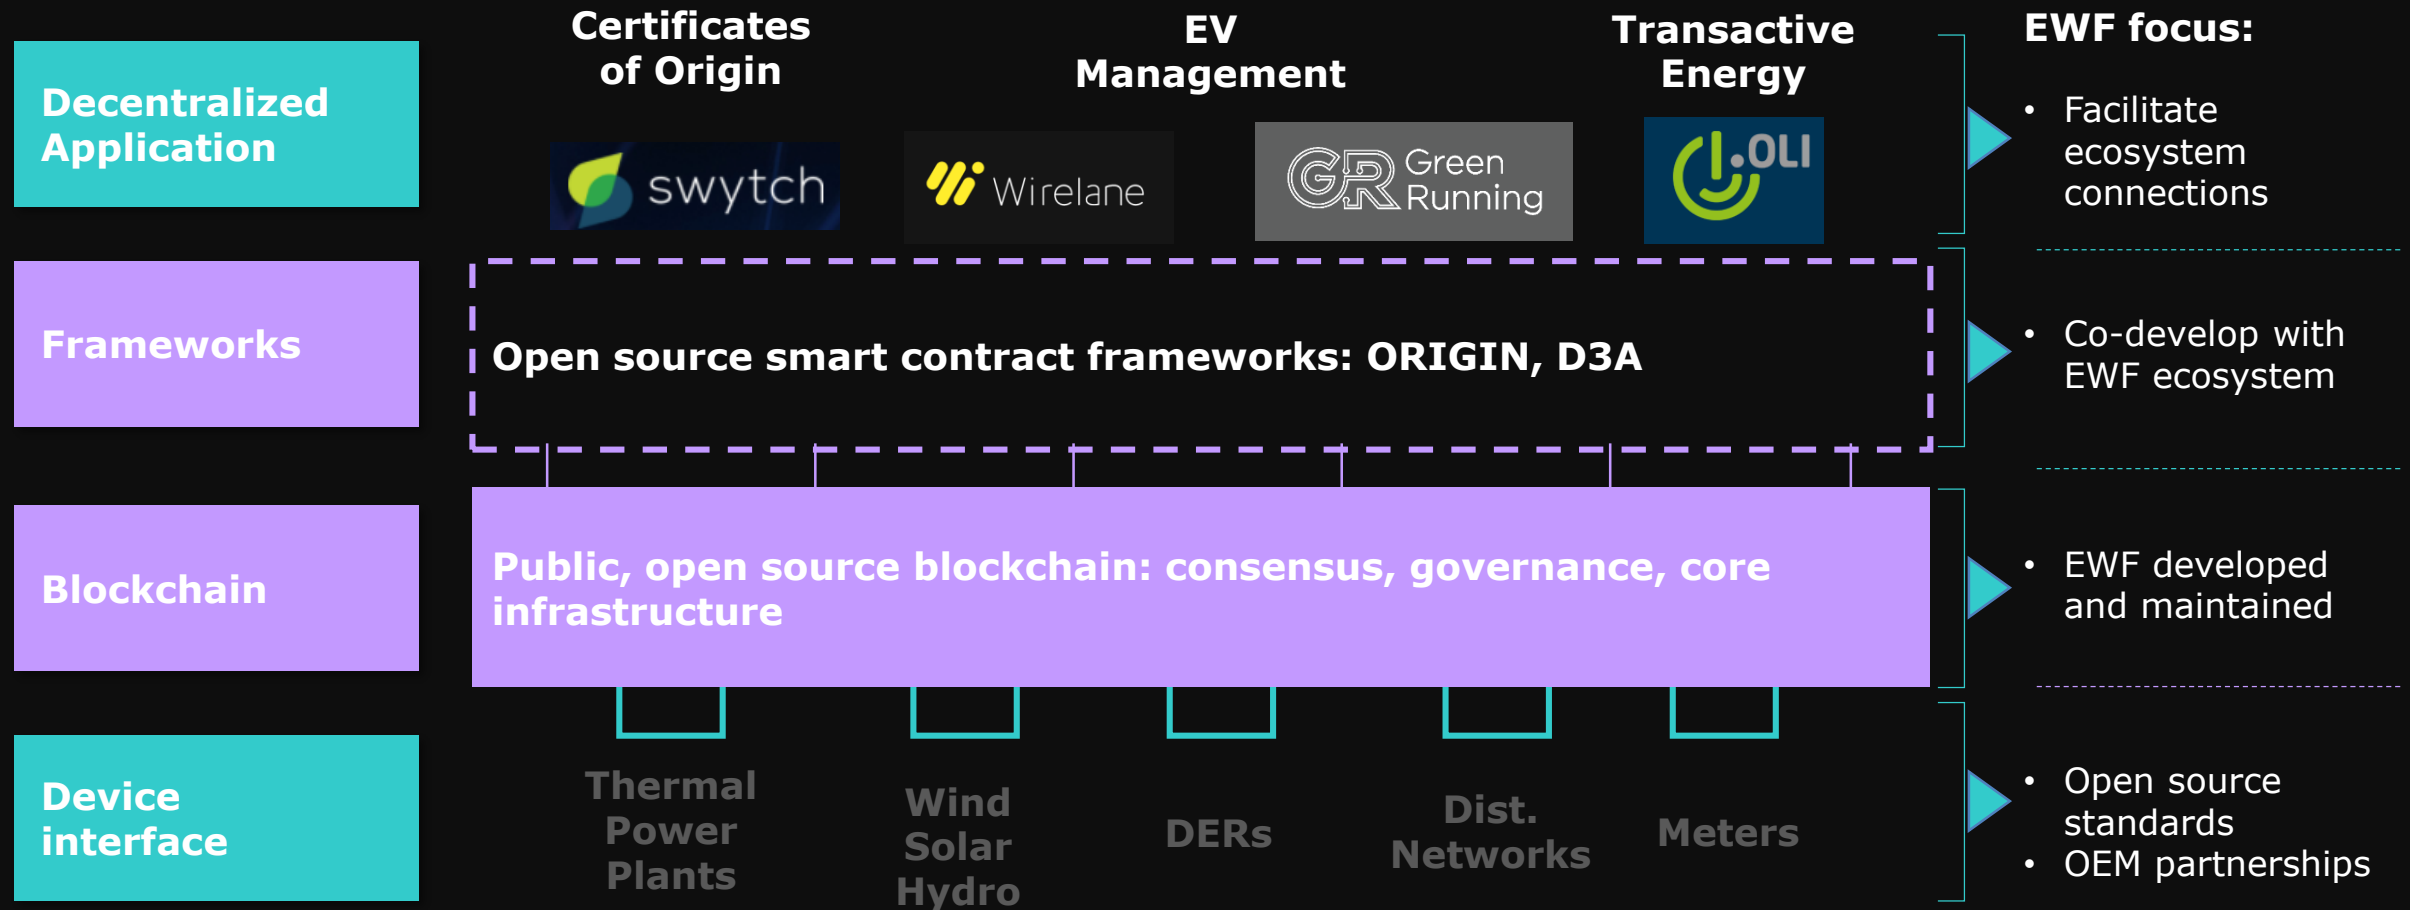 Certificates
of Origin
EV
Management
Transactive
Energy
EWF focus:
Decentralized
Application
swytch
Wirelane
GR Green
Running
.OLI
• Facilitate
ecosystem
connections
Frameworks
Open source smart contract frameworks: ORIGIN, D3A
• Co-develop with
EWF ecosystem
Blockchain
Public, open source blockchain: consensus, governance, core
infrastructure
• EWF developed
and maintained
Device
interface
Thermal
Power
Plants
Wind
Solar
Hydro
DERs
Dist.
Networks
Meters
• Open source
standards
• OEM partnerships